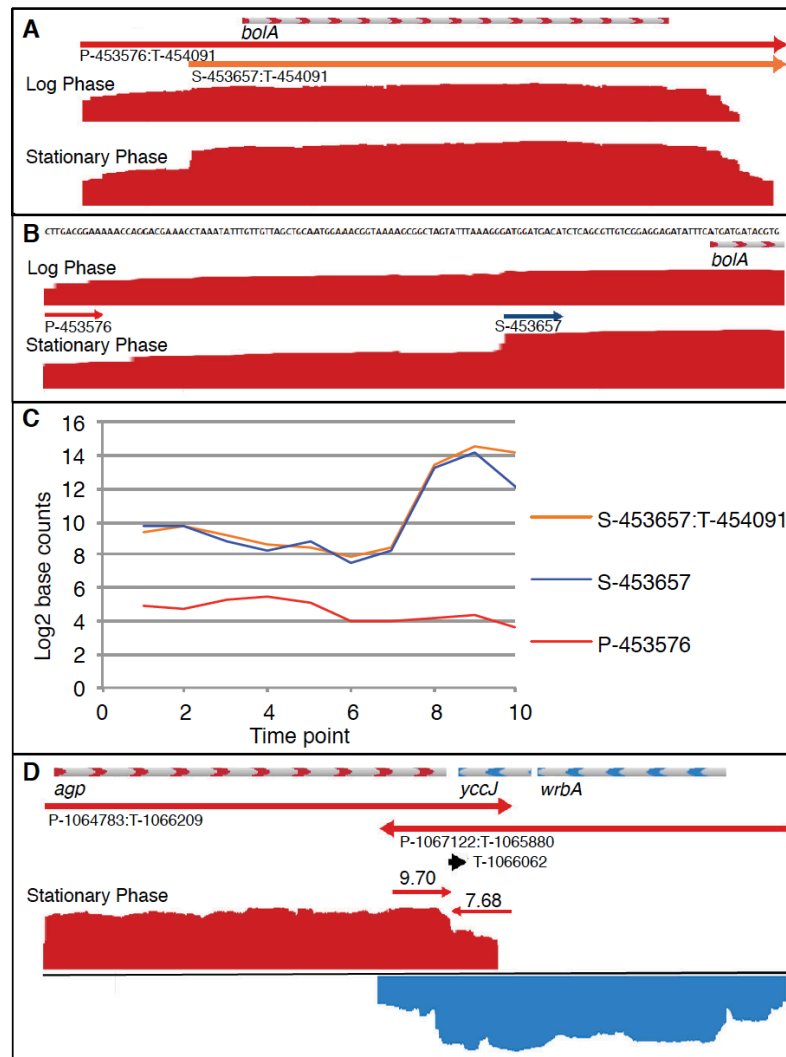 A
bolA
P-453576:T-454091
S-453657:T-454091
Log Phase
Stationary Phase
B
CTTGACGGAAAAACCAGGACGAAACCTAAATATTTGTTGTTAGCTGCAATGGAAACGGTAAAAGCGGCTAGTATTTAAAGGGATGGATGACATCTCAGCGTTGTCGGAGGAGATATTTCATGATGATACGTG
Log Phase
bolA
P-453576
S-453657
Stationary Phase
C
16
14
12
10
8
6
4
2
0
Log2 base counts
0
2
4
6
8
10
Time point
S-453657:T-454091
S-453657
P-453576
D
agp
yccJ
wrbA
P-1064783:T-1066209
P-1067122:T-1065880
T-1066062
9.70
7.68
Stationary Phase